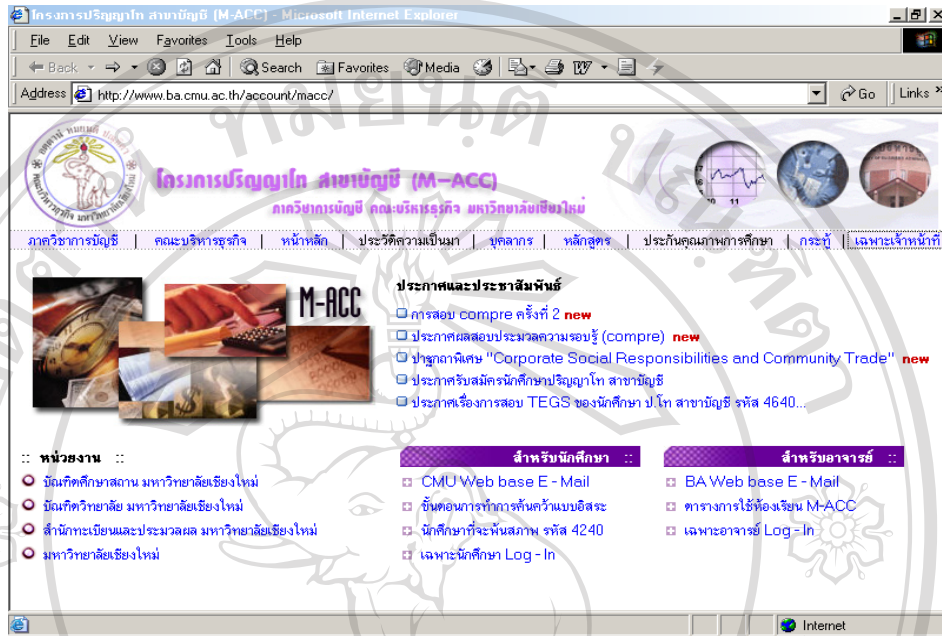 โครงการปริญญาโท สาขาบัญชี (M-ACC) - Microsoft Internet Explorer
File Edit View Favorites Tools Help
Back Search Favorites Media
Address http://www.ba.cmu.ac.th/account/macc/ Go Links
โครงการปริญญาโท สาขาบัญชี (M-ACC)
ภาควิชาการบัญชี คณะบริหารธุรกิจ มหาวิทยาลัยเชียงใหม่
ภาควิชาการบัญชี | คณะบริหารธุรกิจ | หน้าหลัก | ประวัติความเป็นมา | บุคลากร | หลักสูตร | ประกันคุณภาพการศึกษา | กระทู้ | เฉพาะเจ้าหน้าที่
M-ACC
ประกาศและประชาสัมพันธ์
การสอบ compre ครั้งที่ 2 new
ประกาศผลสอบประมวลความรอบรู้ (compre) new
ปาฐกถาพิเศษ "Corporate Social Responsibilities and Community Trade" new
ประกาศรับสมัครนักศึกษาปริญญาโท สาขาบัญชี
ประกาศเรื่องการสอบ TEGS ของนักศึกษา ป.โท สาขาบัญชี รหัส 4640...
:: หน่วยงาน ::
บัณฑิตศึกษาสถาน มหาวิทยาลัยเชียงใหม่
บัณฑิตวิทยาลัย มหาวิทยาลัยเชียงใหม่
สำนักทะเบียนและประมวลผล มหาวิทยาลัยเชียงใหม่
มหาวิทยาลัยเชียงใหม่
สำหรับนักศึกษา ::
CMU Web base E - Mail
ขั้นตอนการทำการค้นคว้าแบบอิสระ
นักศึกษาที่จะพ้นสภาพ รหัส 4240
เฉพาะนักศึกษา Log - In
สำหรับอาจารย์ ::
BA Web base E - Mail
ตารางการใช้ห้องเรียน M-ACC
เฉพาะอาจารย์ Log - In
Internet